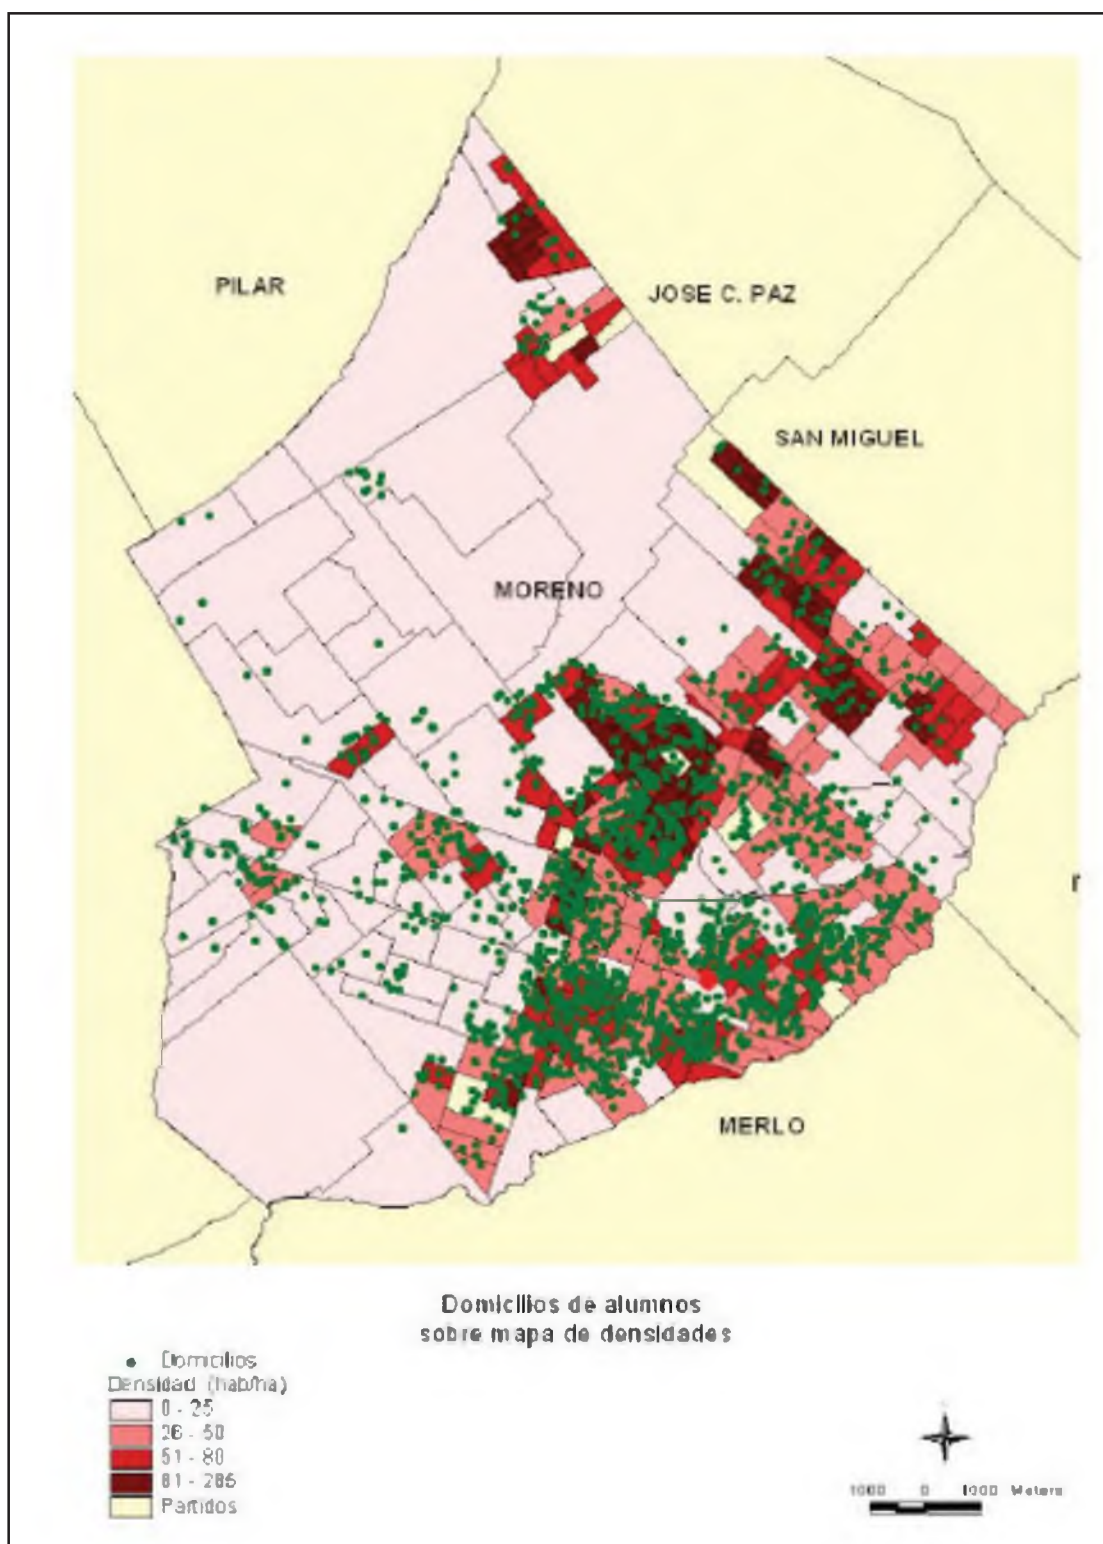 PILAR
JOSE C. PAZ
SAN MIGUEL
MORENO
MERLO
Domicilios de alumnos
sobre mapa de densidades
Domicilios
Densidad (hab/ha)
0 - 25
26 - 50
51 - 80
81 - 285
Partidos
1000 0 1000 Meters